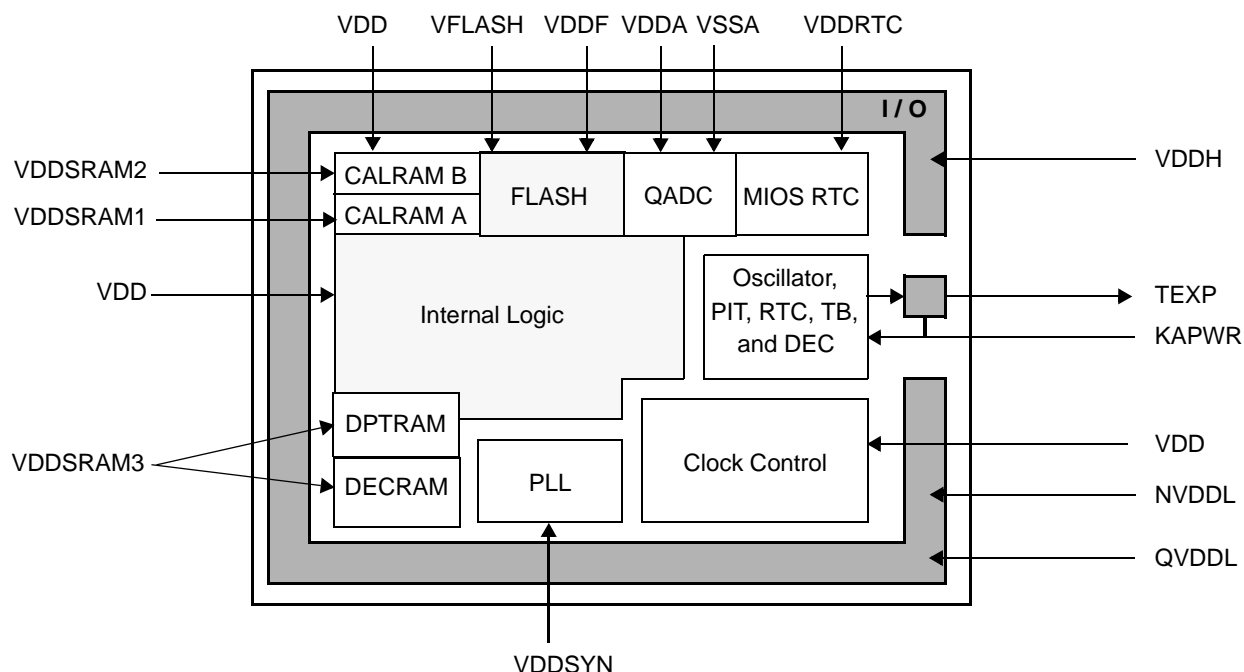 VDD VFLASH VDDF VDDA VSSA VDDRTC
I / O
VDDSRAM2
VDDH
CALRAM B
FLASH
QADC
MIOS RTC
VDDSRAM1
CALRAM A
VDD
Internal Logic
Oscillator,
PIT, RTC, TB,
and DEC
TEXP
KAPWR
DPTRAM
VDDSRAM3
DECRAM
PLL
Clock Control
VDD
NVDDL
QVDDL
VDDSYN